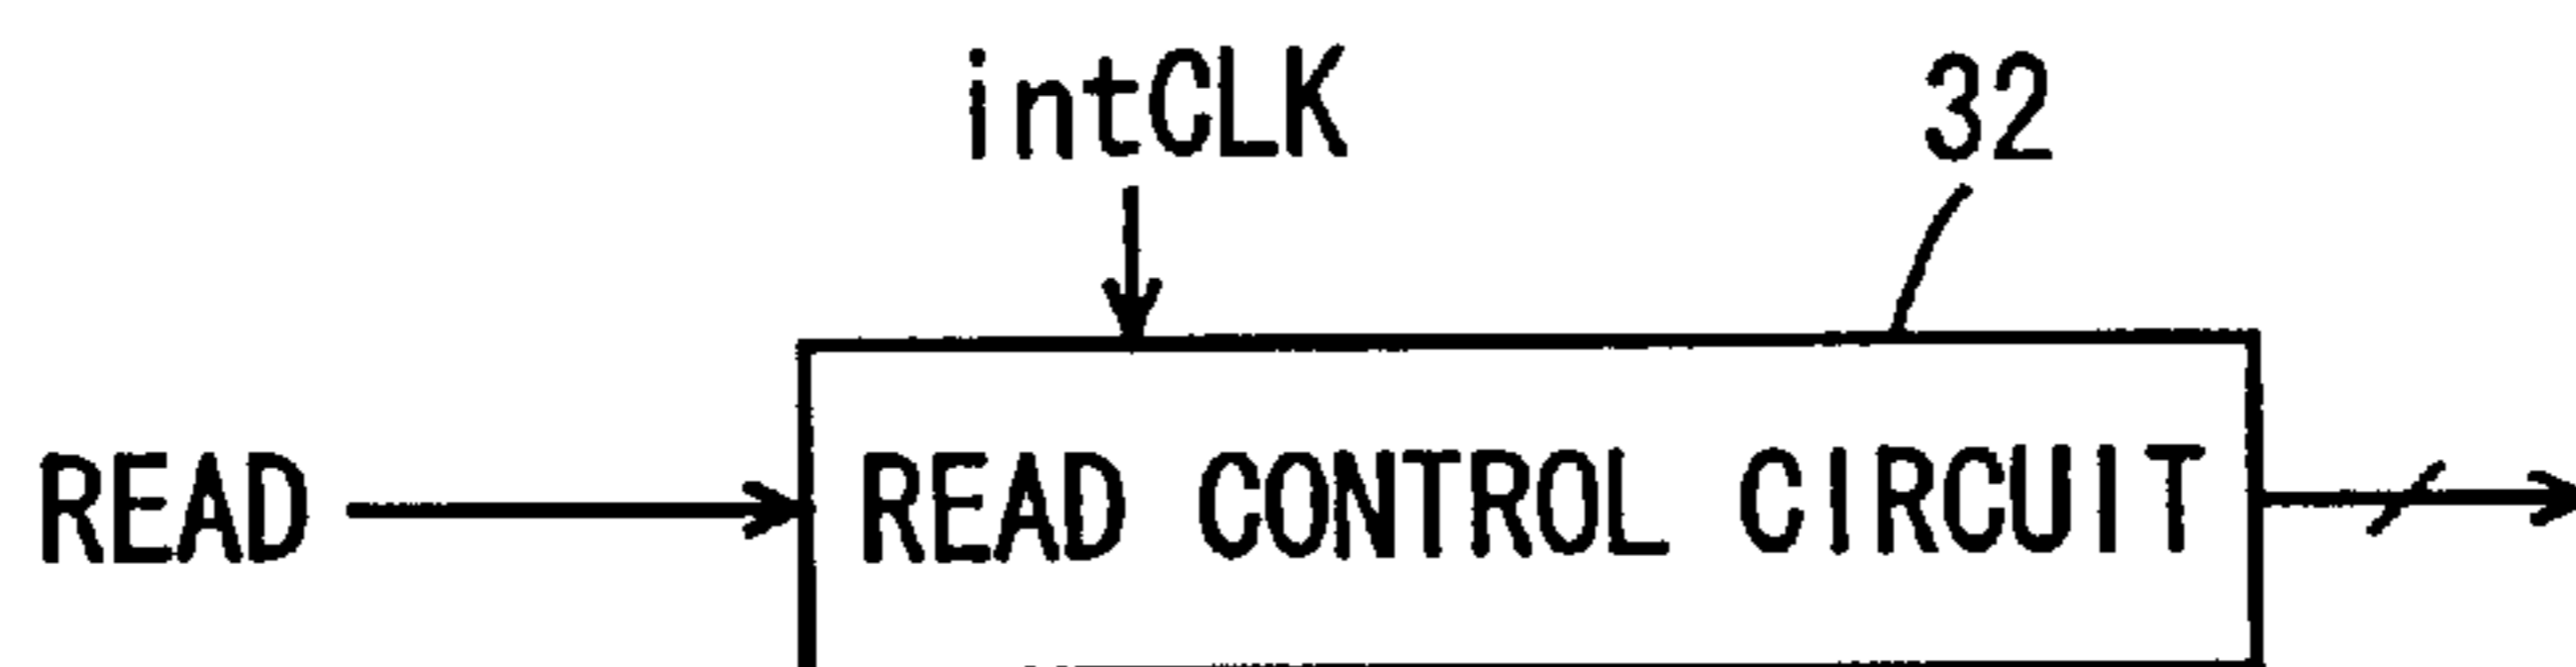 intCLK 32
READ READ CONTROL CIRCUIT